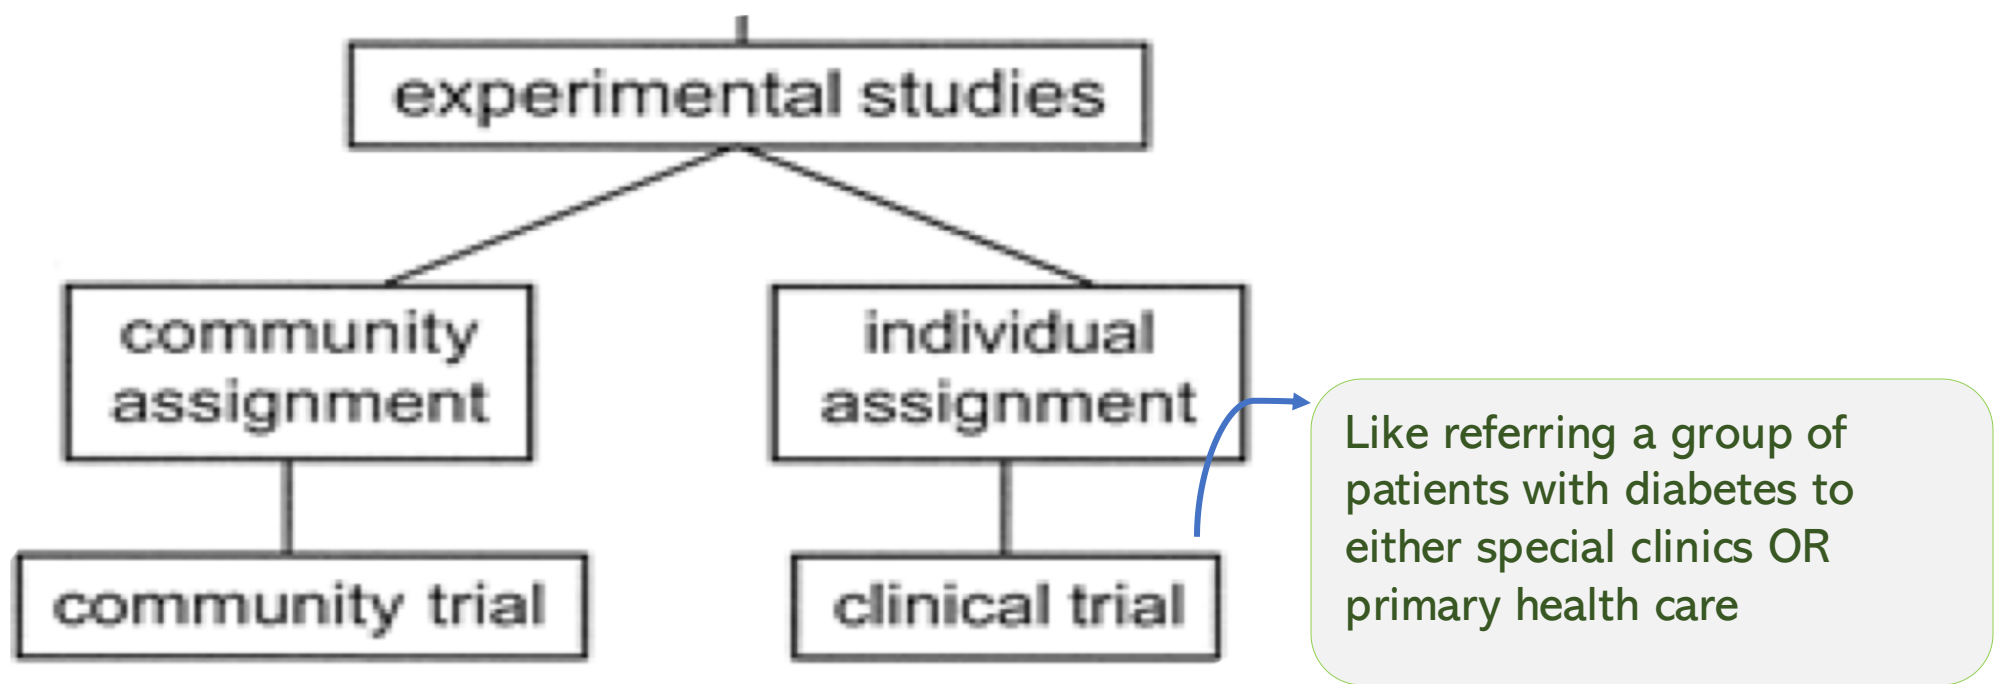 experimental studies
community
assignment
individual
assignment
Like referring a group of
patients with diabetes to
either special clinics OR
primary health care
community trial
clinical trial